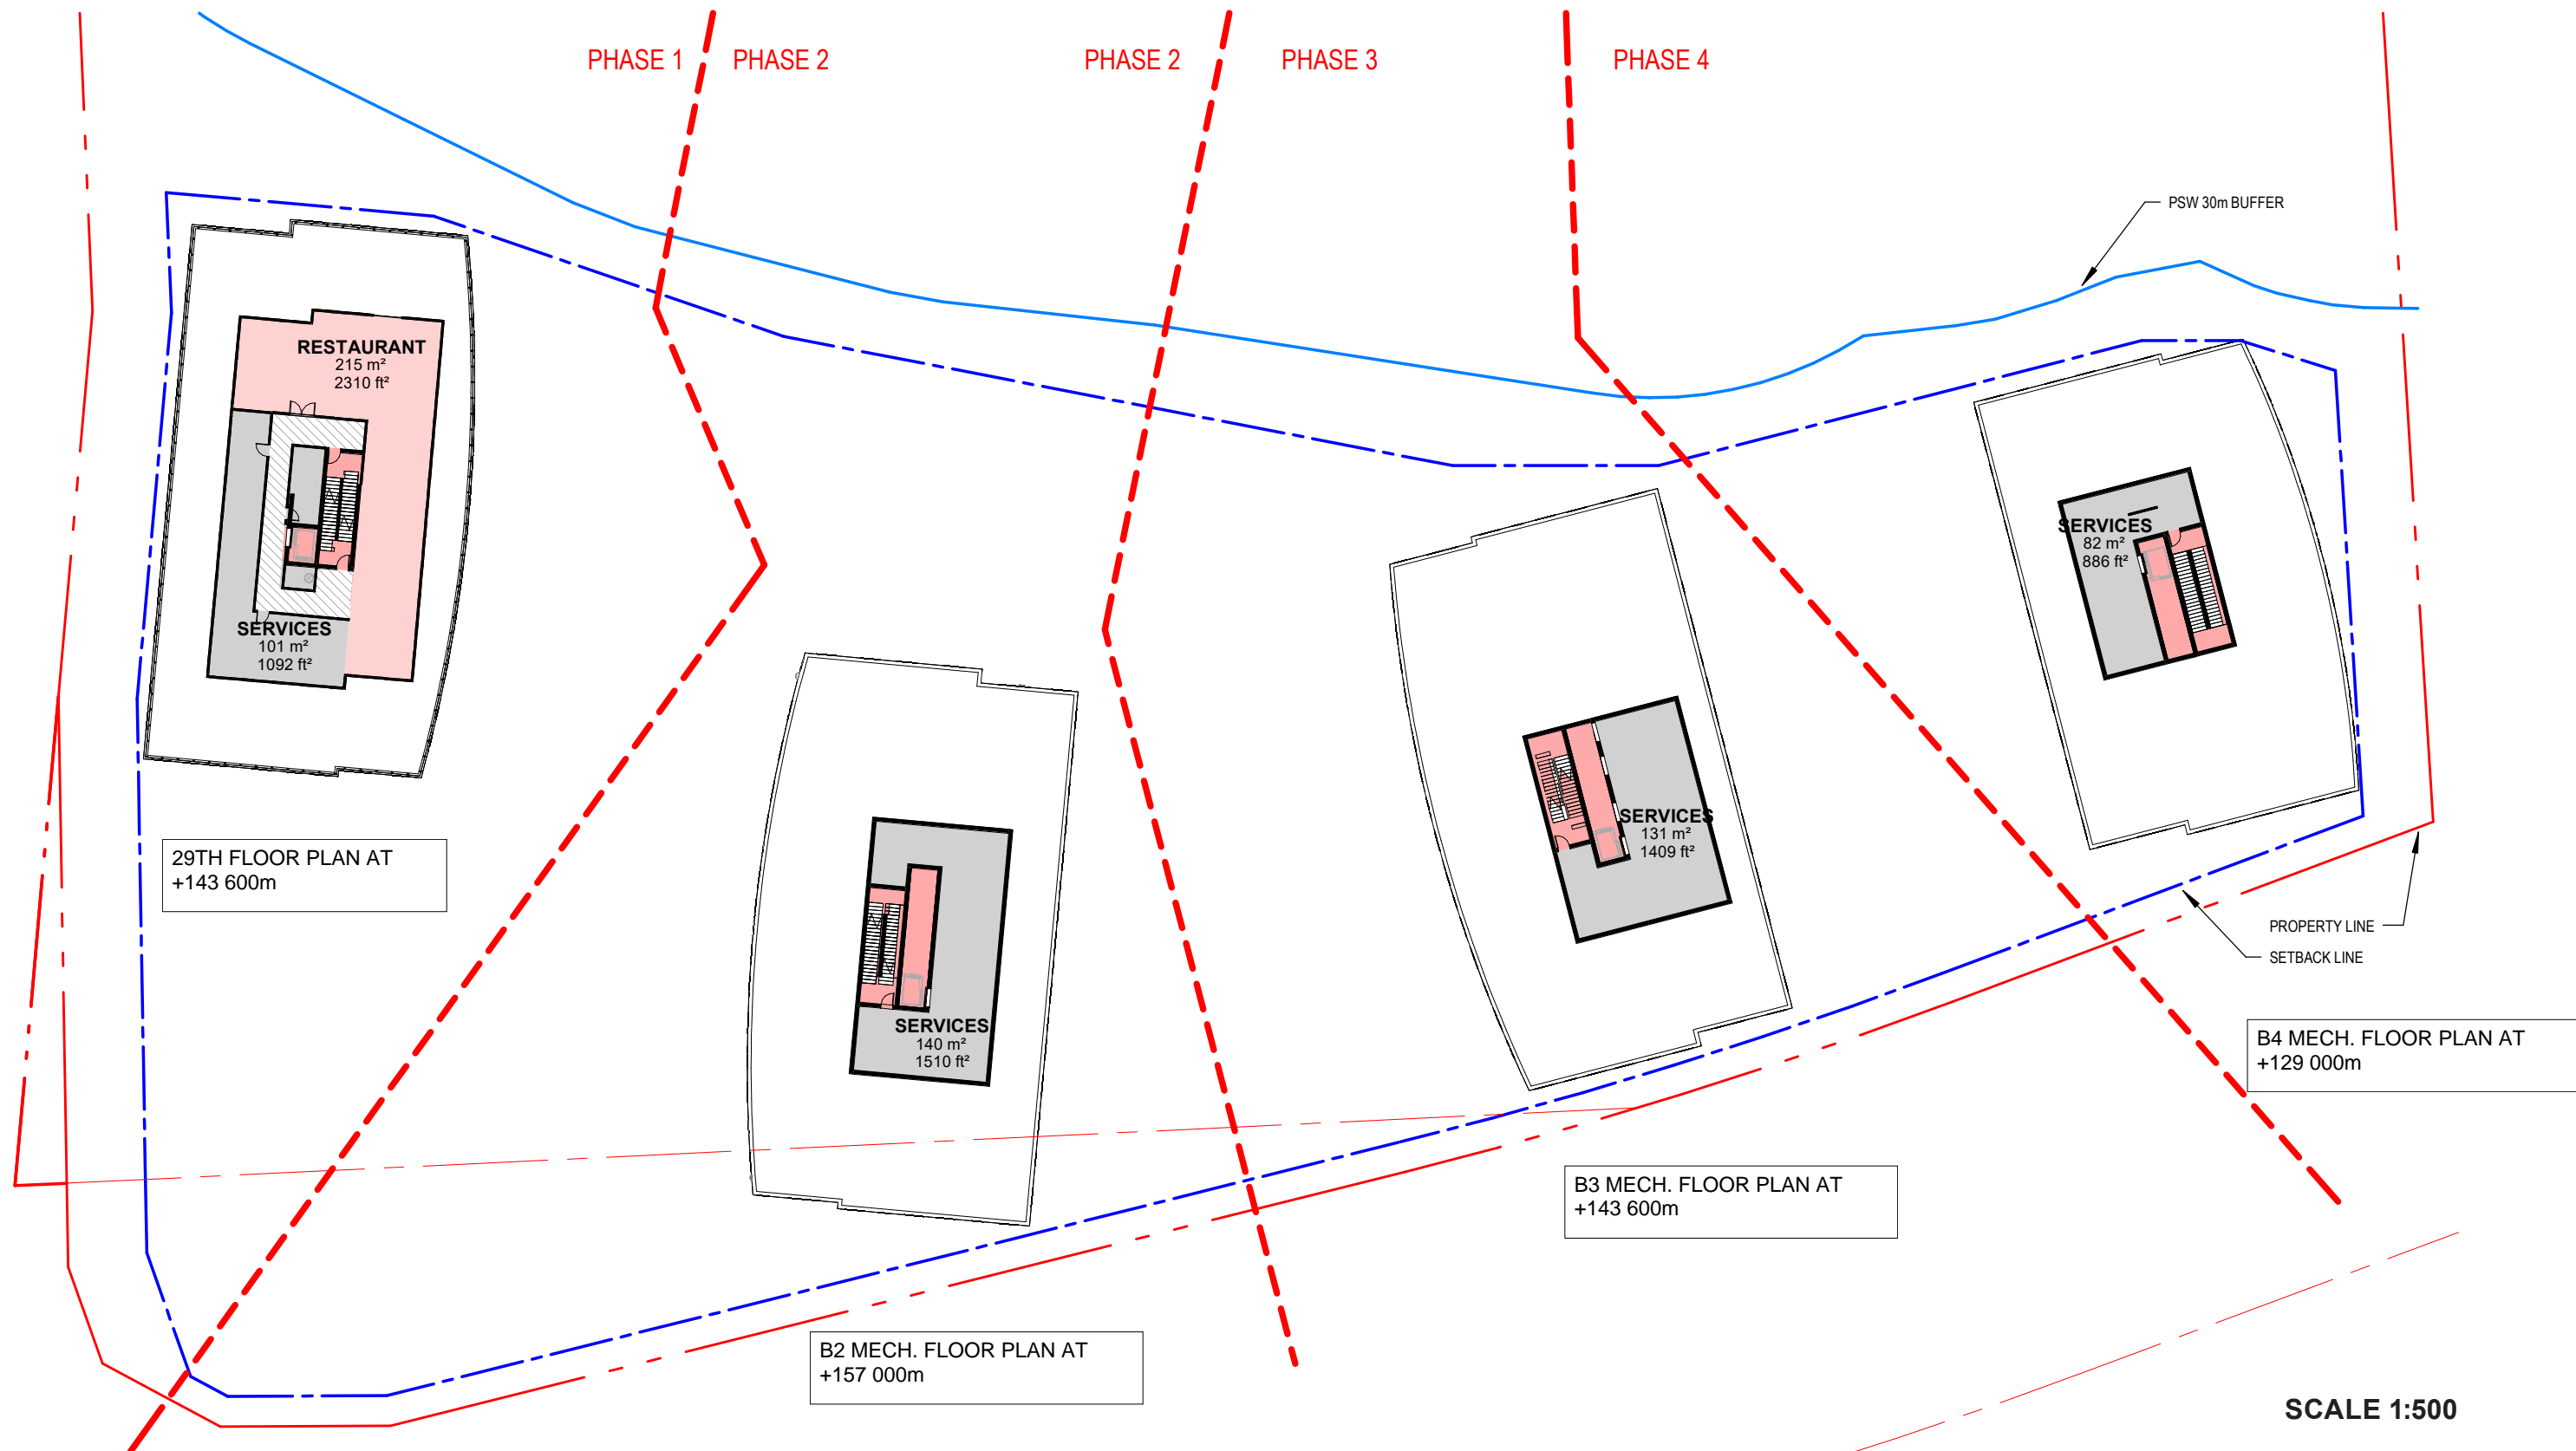 PHASE 1
PHASE 2
PHASE 2
PHASE 3
PHASE 4
PSW 30m BUFFER
RESTAURANT
215 m²
2310 ft²
SERVICES
101 m²
1092 ft²
SERVICES
82 m²
886 ft²
SERVICES
131 m²
1409 ft²
29TH FLOOR PLAN AT
+143 600m
PROPERTY LINE
SETBACK LINE
SERVICES
140 m²
1510 ft²
B4 MECH. FLOOR PLAN AT
+129 000m
B3 MECH. FLOOR PLAN AT
+143 600m
B2 MECH. FLOOR PLAN AT
+157 000m
SCALE 1:500